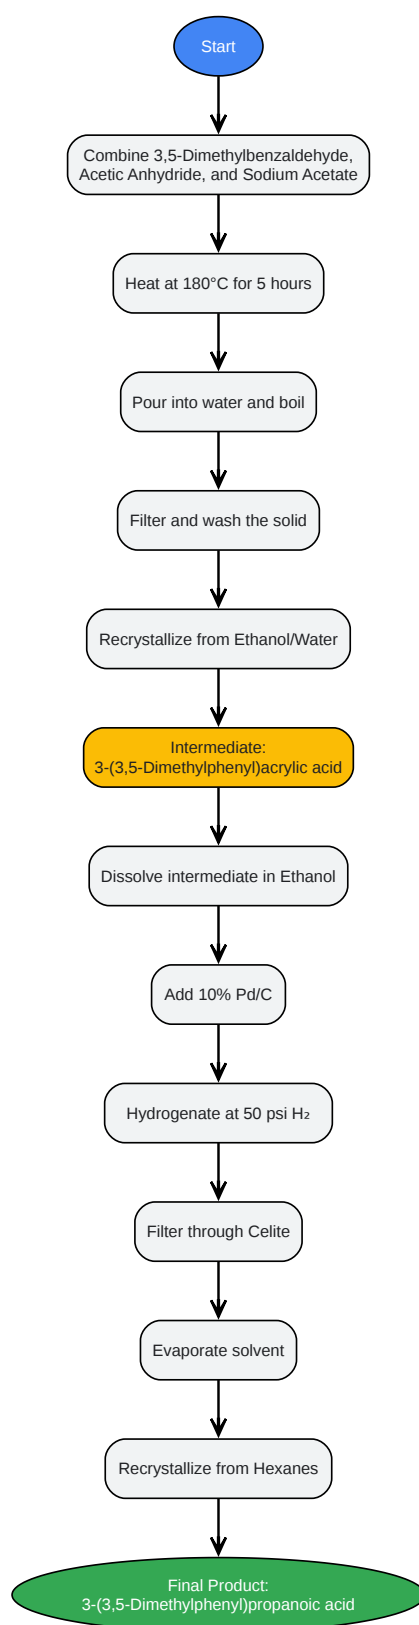 Start
Combine 3,5-Dimethylbenzaldehyde,
Acetic Anhydride, and Sodium Acetate
Heat at 180°C for 5 hours
Pour into water and boil
Filter and wash the solid
Recrystallize from Ethanol/Water
Intermediate:
3-(3,5-Dimethylphenyl)acrylic acid
Dissolve intermediate in Ethanol
Add 10% Pd/C
Hydrogenate at 50 psi H₂
Filter through Celite
Evaporate solvent
Recrystallize from Hexanes
Final Product:
3-(3,5-Dimethylphenyl)propanoic acid